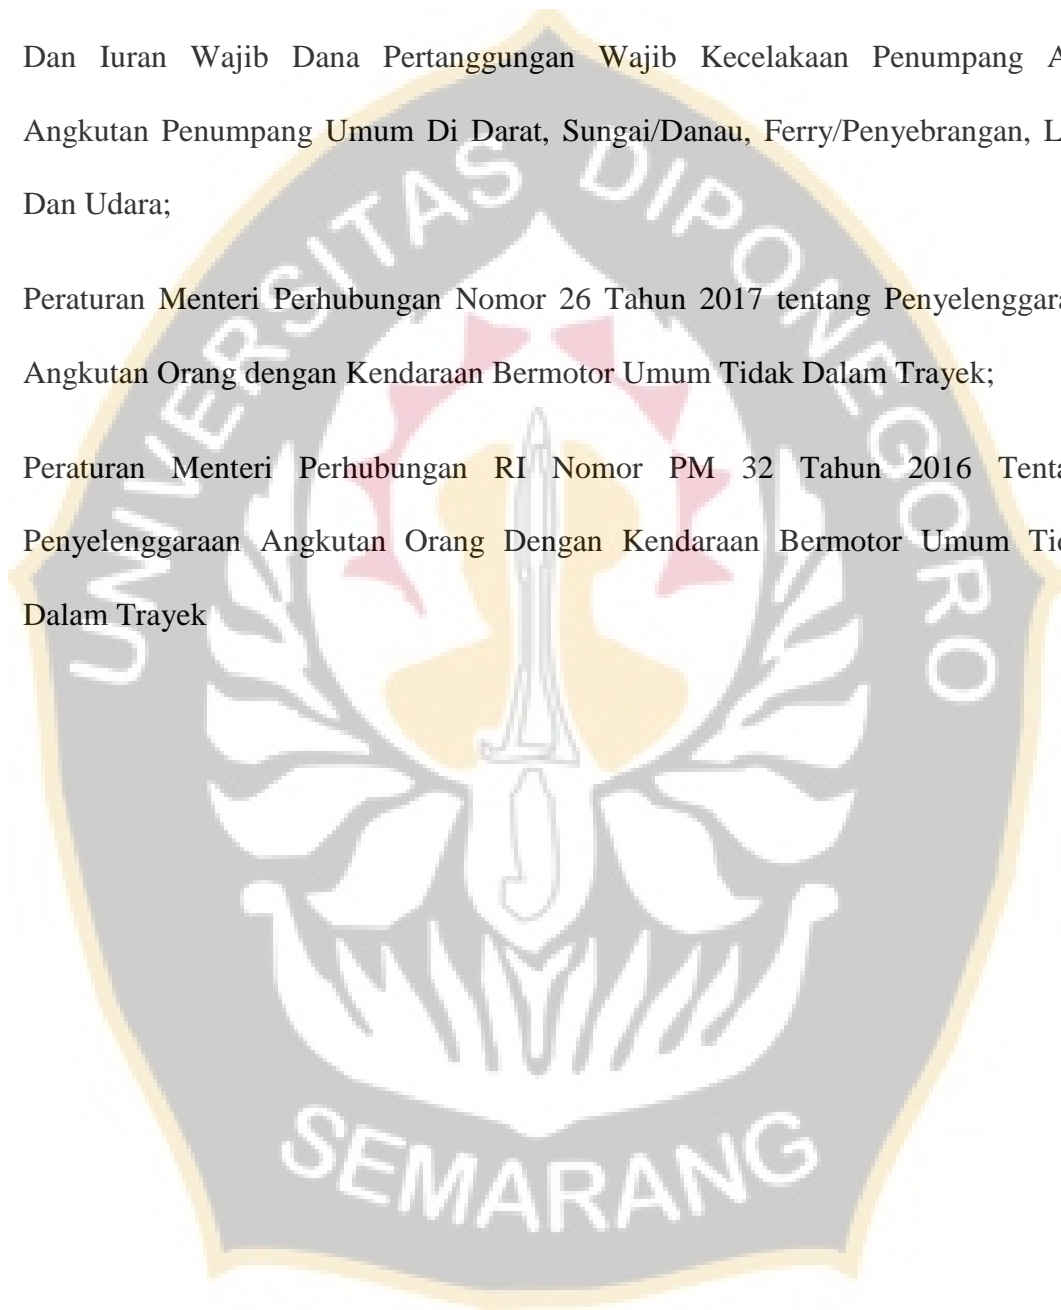 Dan Iuran Wajib Dana Pertanggungan Wajib Kecelakaan Penumpang
Angkutan Penumpang Umum Di Darat, Sungai/Danau, Ferry/Penyebrangan,
Dan Udara;
Peraturan Menteri Perhubungan Nomor 26 Tahun 2017 tentang
Angkutan Orang dengan Kendaraan Bermotor Umum Tidak Dalam Trayek;
Peraturan Menteri Perhubungan RI Nomor PM 32 Tahun 2016
Penyelenggaraan Angkutan Orang Dengan Kendaraan Bermotor Umum
Dalam Trayek
UNIVERSITAS DIPONEGORO
SEMARANG